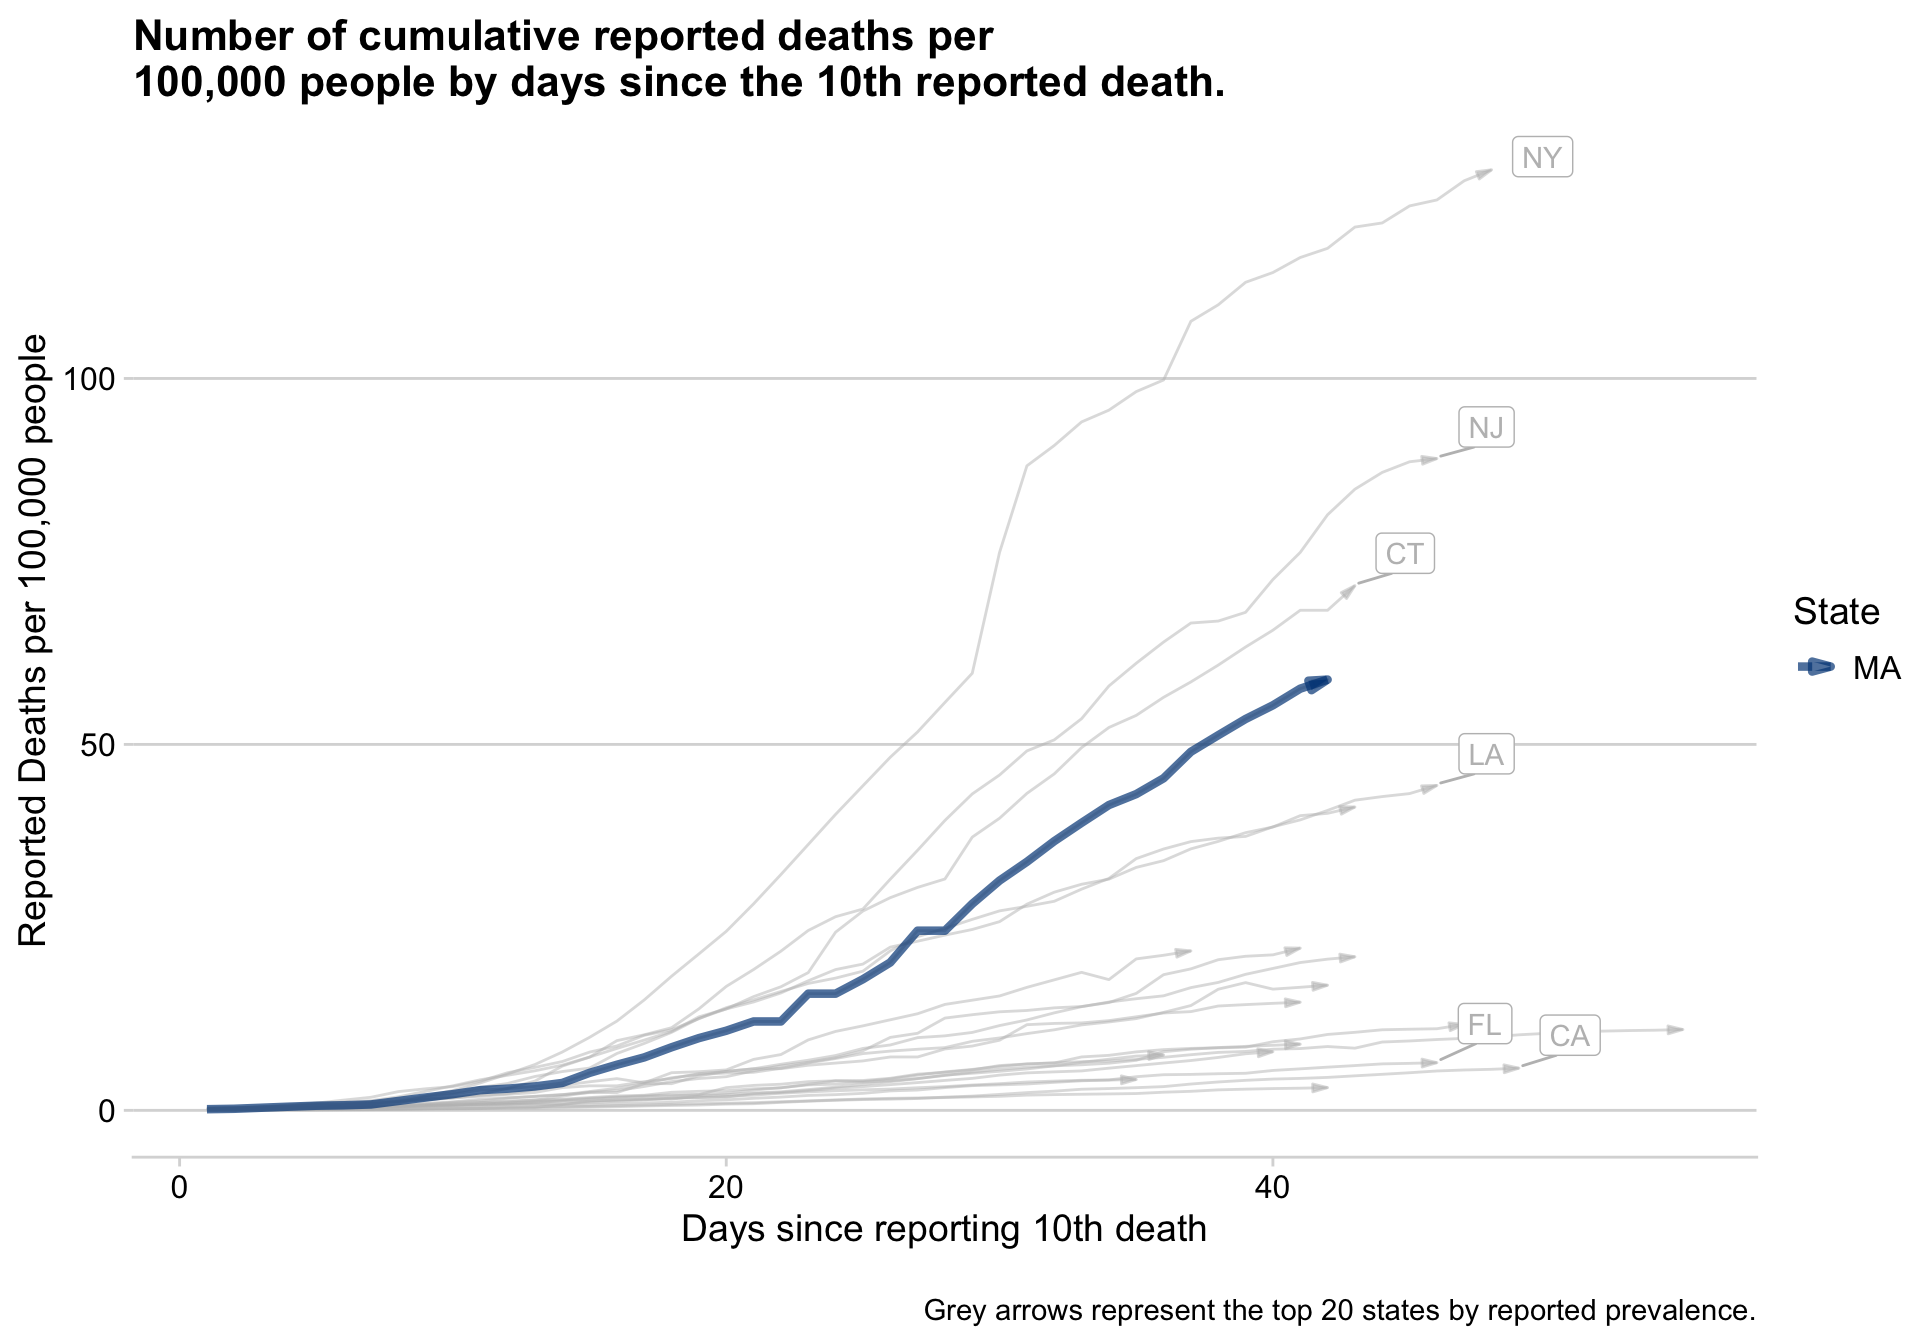 Number of cumulative reported deaths per
100,000 people by days since the 10th reported death.
NY
100
NJ
CT
State
MA
50
LA
FL
CA
0
Reported Deaths per 100,000 people
0
20
40
Days since reporting 10th death
Grey arrows represent the top 20 states by reported prevalence.